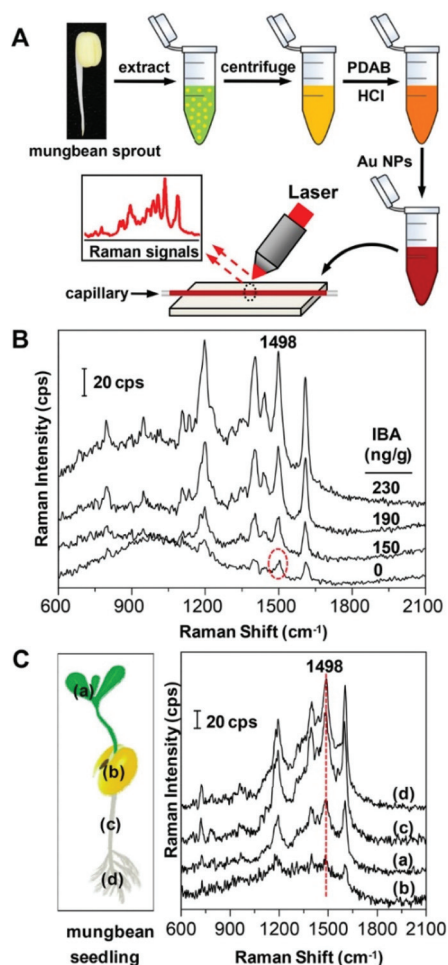 A
extract
centrifuge
PDAB
HCl
mungbean sprout
Au NPs
Laser
Raman signals
capillary
B
1498
20 cps
IBA
(ng/g)
230
190
150
0
Raman Intensity (cps)
600 900 1200 1500 1800 2100
Raman Shift (cm-1)
C
(a)
(b)
(c)
(d)
mungbean
seedling
1498
20 cps
(d)
(c)
(a)
(b)
Raman Intensity (cps)
600 900 1200 1500 1800 2100
Raman Shift (cm-1)